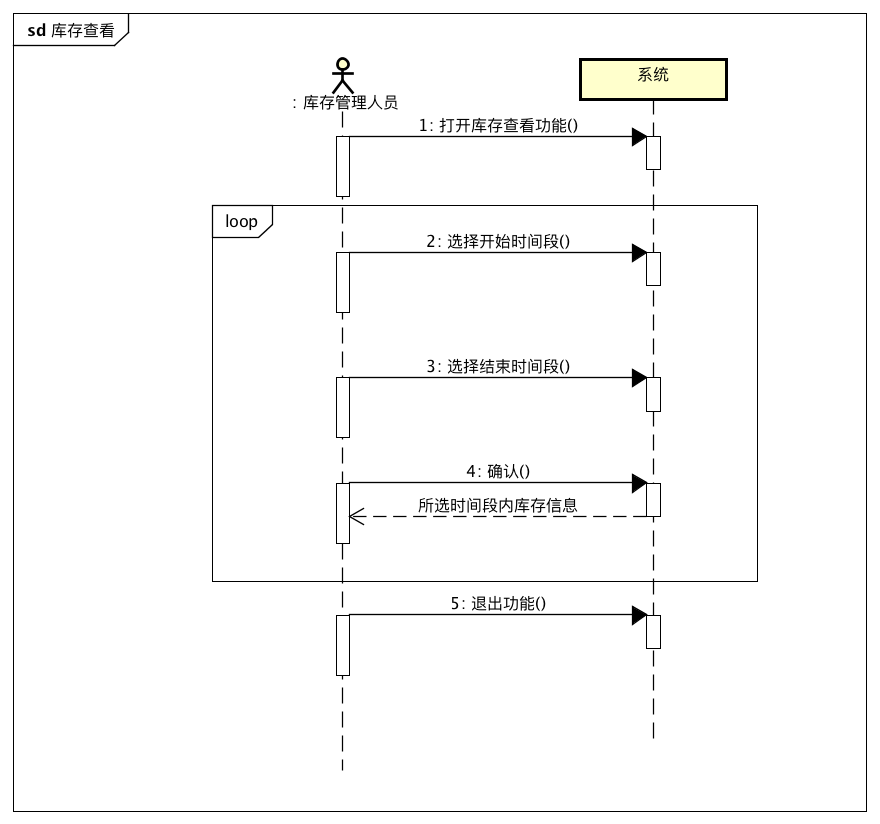 sd 库存查看
: 库存管理人员
系统
1: 打开库存查看功能()
loop
2: 选择开始时间段()
3: 选择结束时间段()
4: 确认()
所选时间段内库存信息
5: 退出功能()